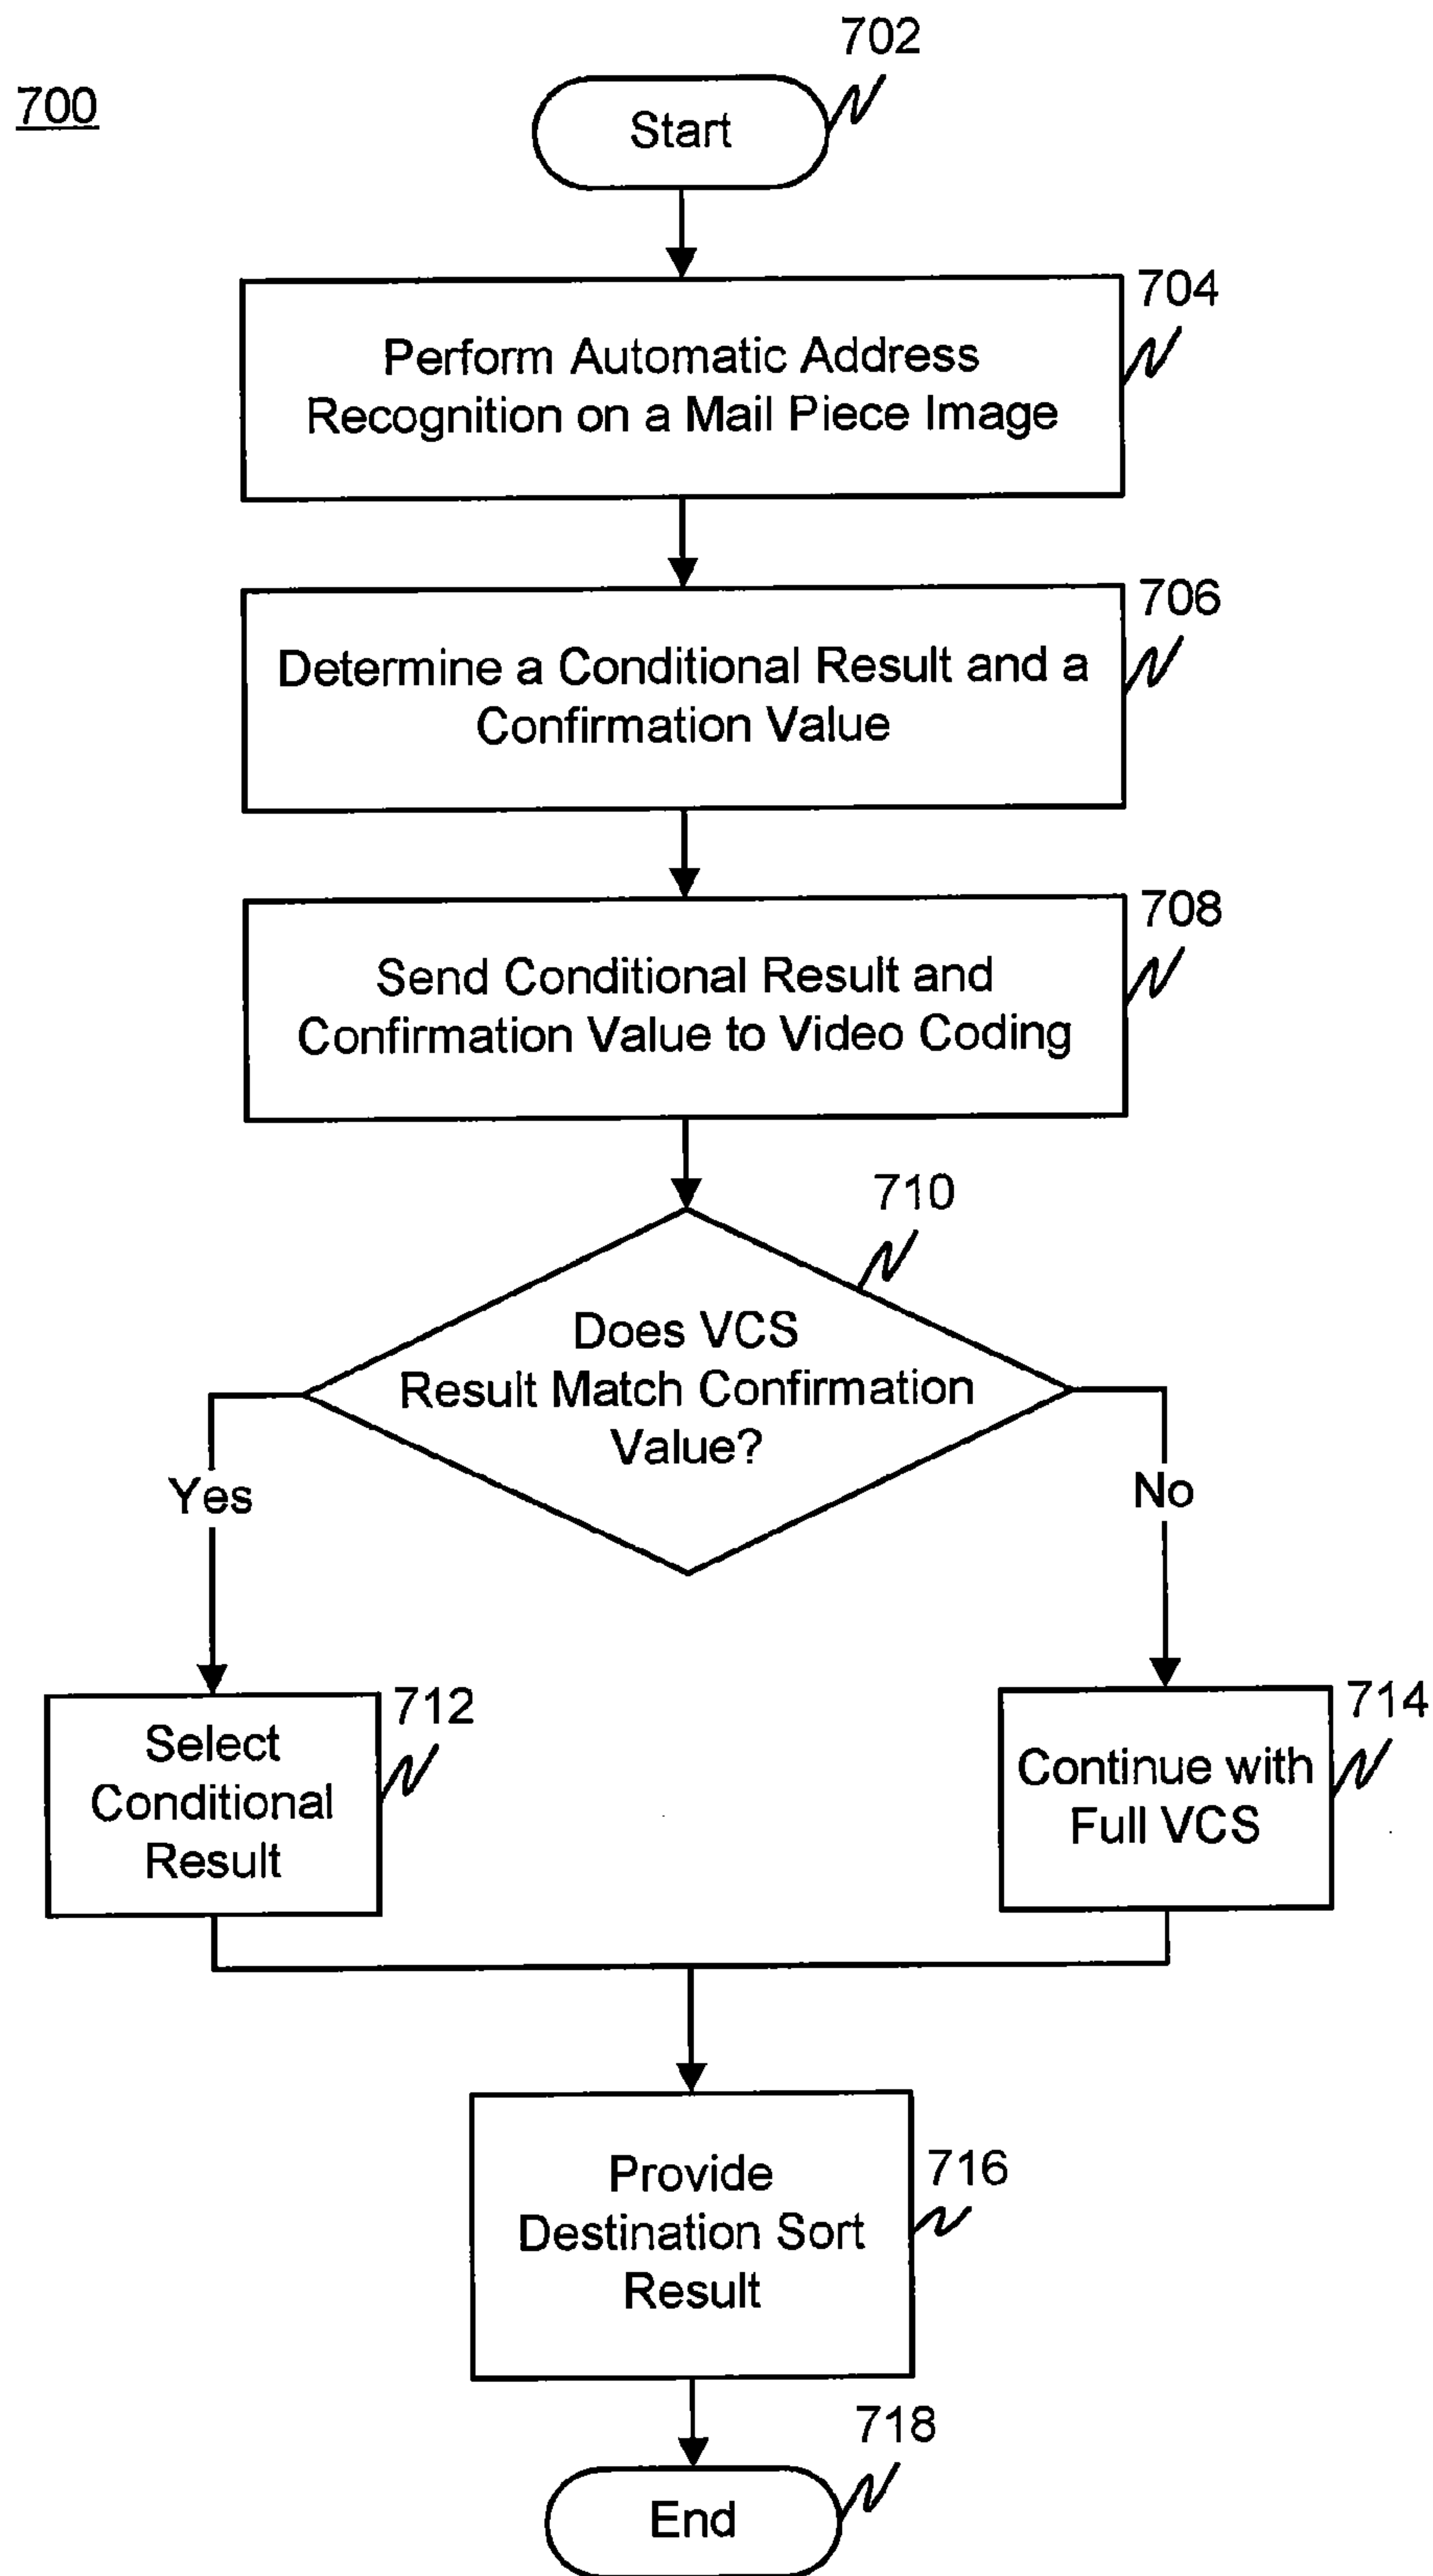 702
700
Start
704
Perform Automatic Address
Recognition on a Mail Piece Image
706
Determine a Conditional Result and a
Confirmation Value
708
Send Conditional Result and
Confirmation Value to Video Coding
710
Does VCS
Result Match Confirmation
Value?
Yes
No
712
Select
Conditional
Result
714
Continue with
Full VCS
716
Provide
Destination Sort
Result
718
End